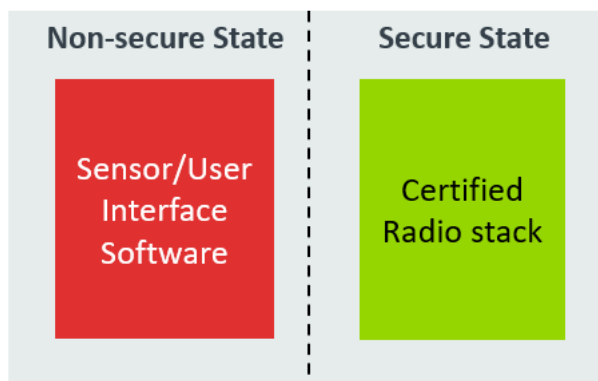 Non-secure State
Secure State
Sensor/User
Interface
Software
Certified
Radio stack